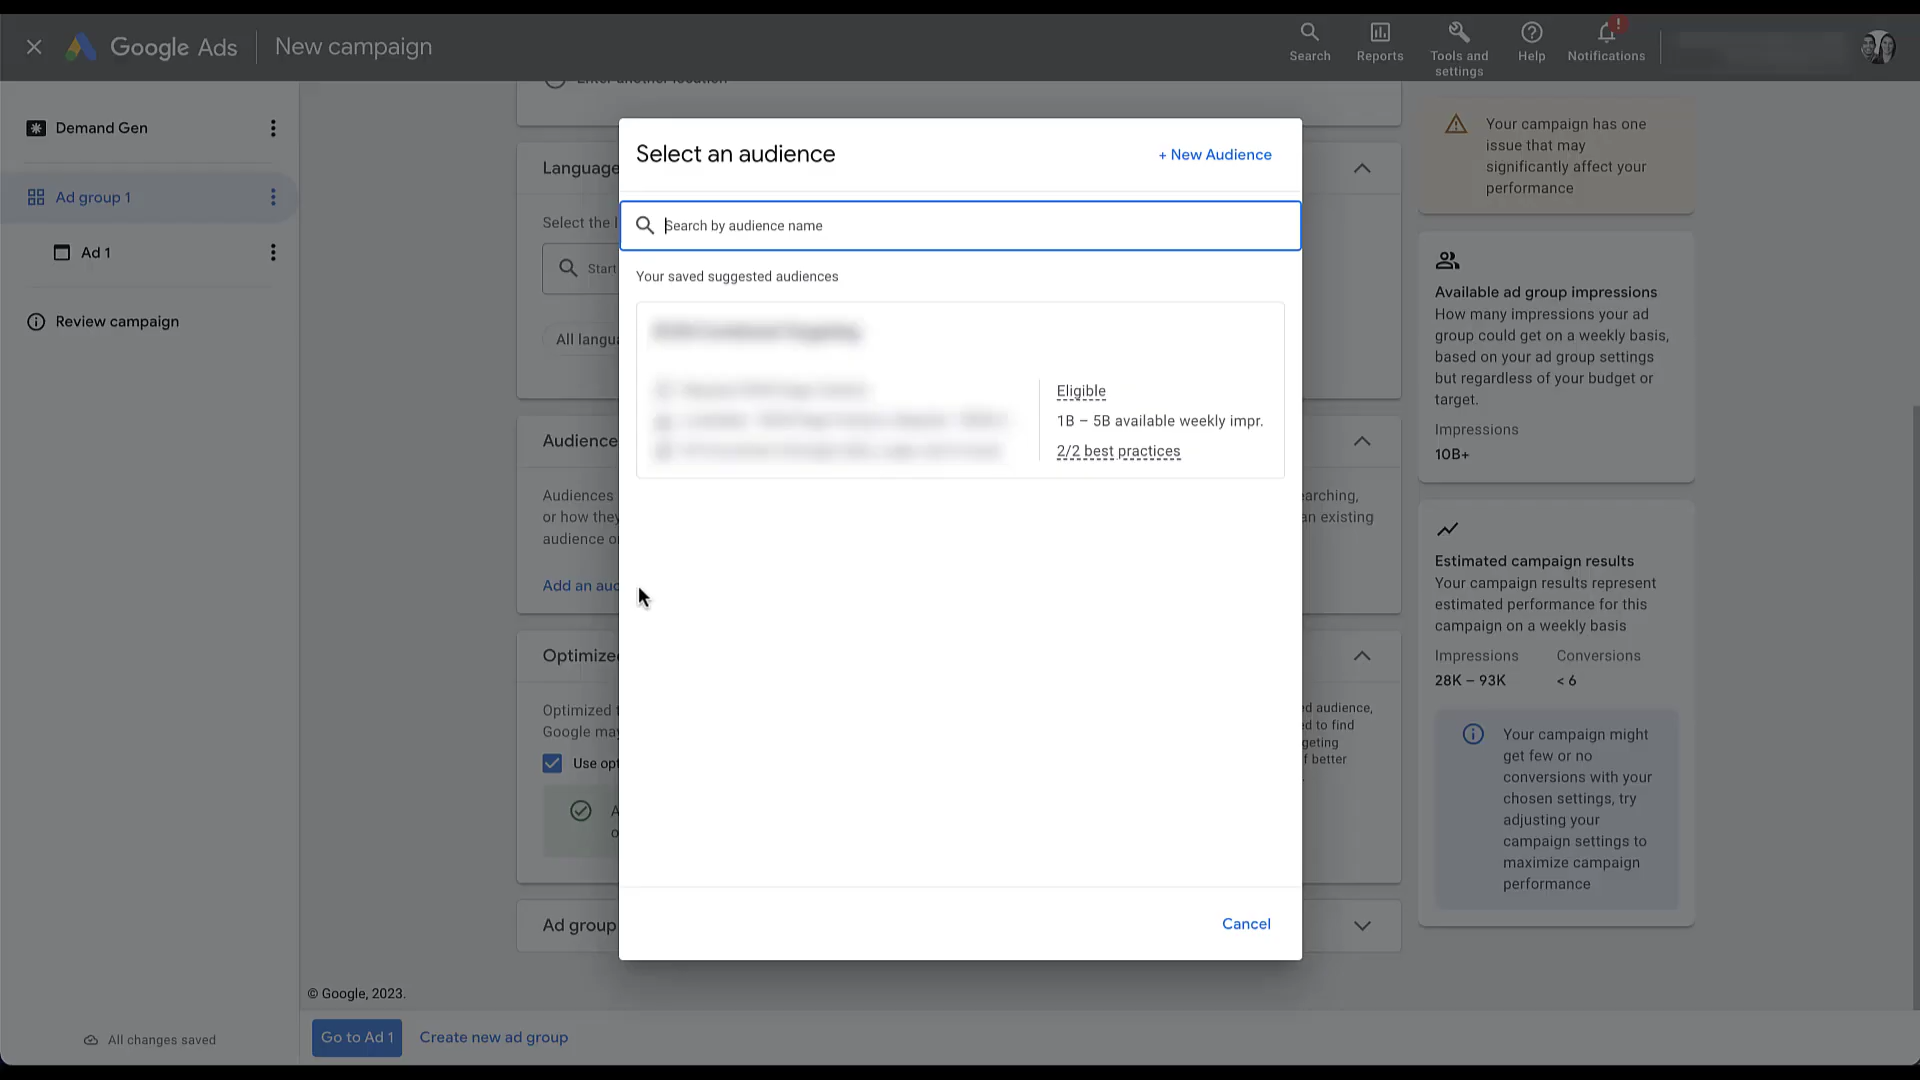 Google Ads
New campaign
Search
Reports
Tools and
settings
Help
!
Notifications
Demand Gen
Ad group 1
Ad 1
Review campaign
All changes saved
Enter another location
Language
Select the l
Start
All langu
Audience
Audiences
or how they
audience o
arching,
an existing
Add an aud
Optimize
Optimized t
Google may
d audience,
d to find
geting
f better
Use opt
A
o
Ad group
© Google, 2023.
Go to Ad 1
Create new ad group
Select an audience
+ New Audience
Search by audience name
Your saved suggested audiences
Eligible
1B – 5B available weekly impr.
2/2 best practices
Cancel
Your campaign has one
issue that may
significantly affect your
performance
Available ad group impressions
How many impressions your ad
group could get on a weekly basis,
based on your ad group settings
but regardless of your budget or
target.
Impressions
10B+
Estimated campaign results
Your campaign results represent
estimated performance for this
campaign on a weekly basis
Impressions Conversions
28K – 93K < 6
Your campaign might
get few or no
conversions with your
chosen settings, try
adjusting your
campaign settings to
maximize campaign
performance